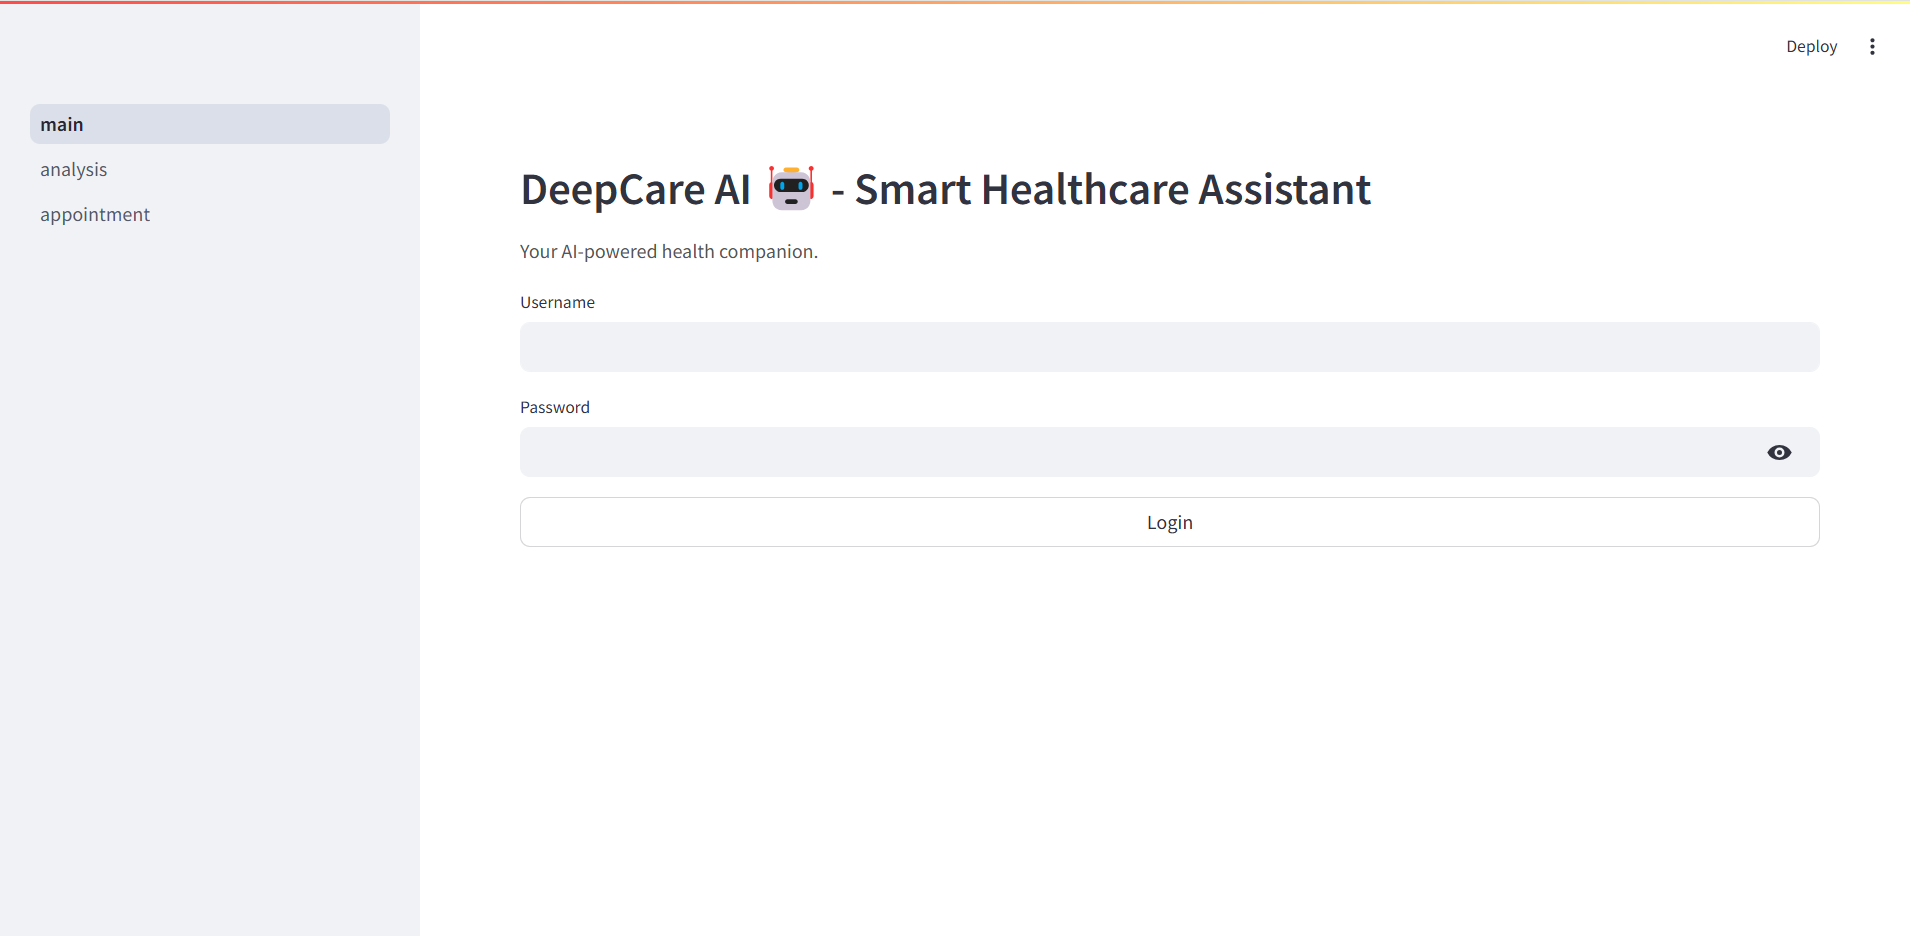 Deploy
main
analysis
appointment
DeepCare AI 🤖 - Smart Healthcare Assistant
Your AI-powered health companion.
Username
Password
Login